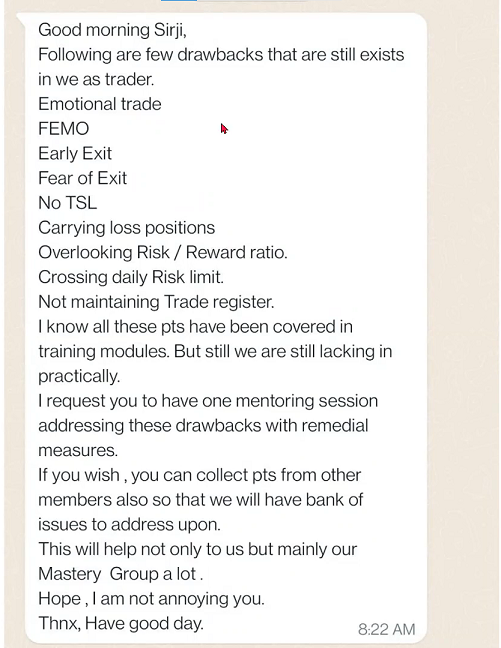 Good morning Sirji,
Following are few drawbacks that are still exists
in we as trader.
Emotional trade
FEMO
Early Exit
Fear of Exit
No TSL
Carrying loss positions
Overlooking Risk / Reward ratio.
Crossing daily Risk limit.
Not maintaining Trade register.
I know all these pts have been covered in
training modules. But still we are still lacking in
practically.
I request you to have one mentoring session
addressing these drawbacks with remedial
measures.
If you wish , you can collect pts from other
members also so that we will have bank of
issues to address upon.
This will help not only to us but mainly our
Mastery  Group a lot .
Hope , I am not annoying you.
Thnx, Have good day.
8:22 AM